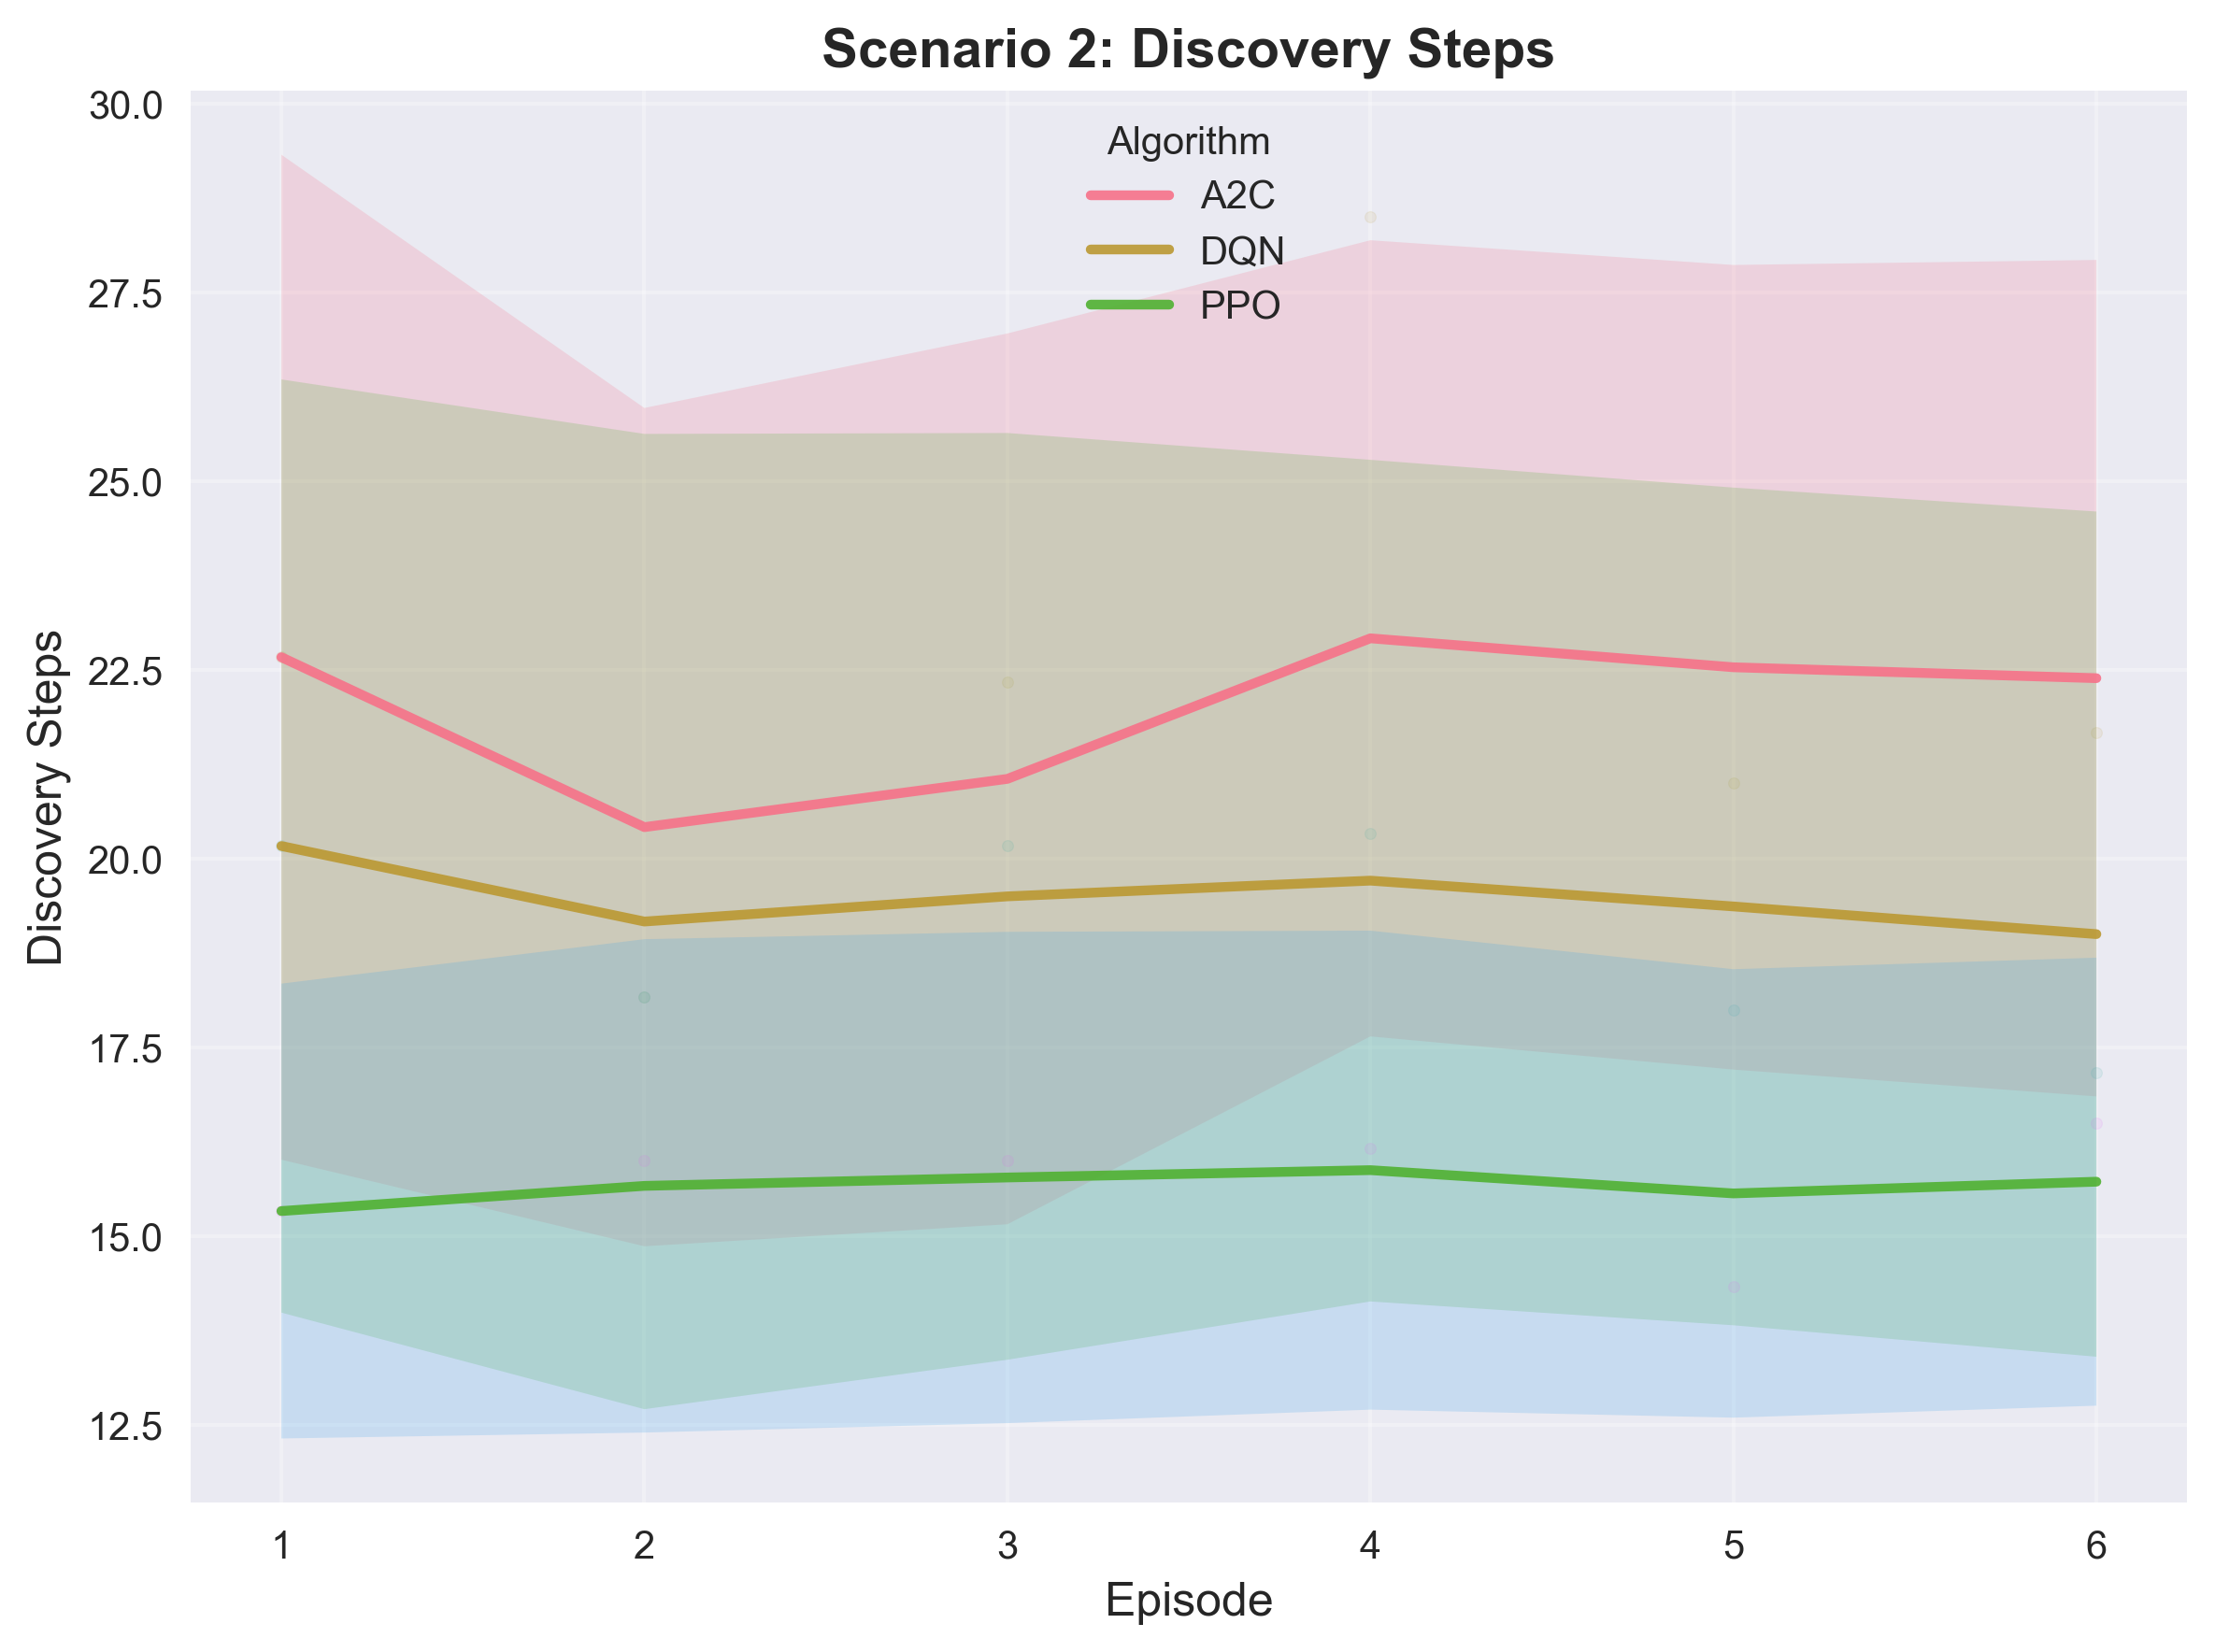 Scenario 2: Discovery Steps
30.0
27.5
25.0
22.5
20.0
17.5
15.0
12.5
Discovery Steps
Algorithm
A2C
DQN
PPO
1 2 3 4 5 6
Episode